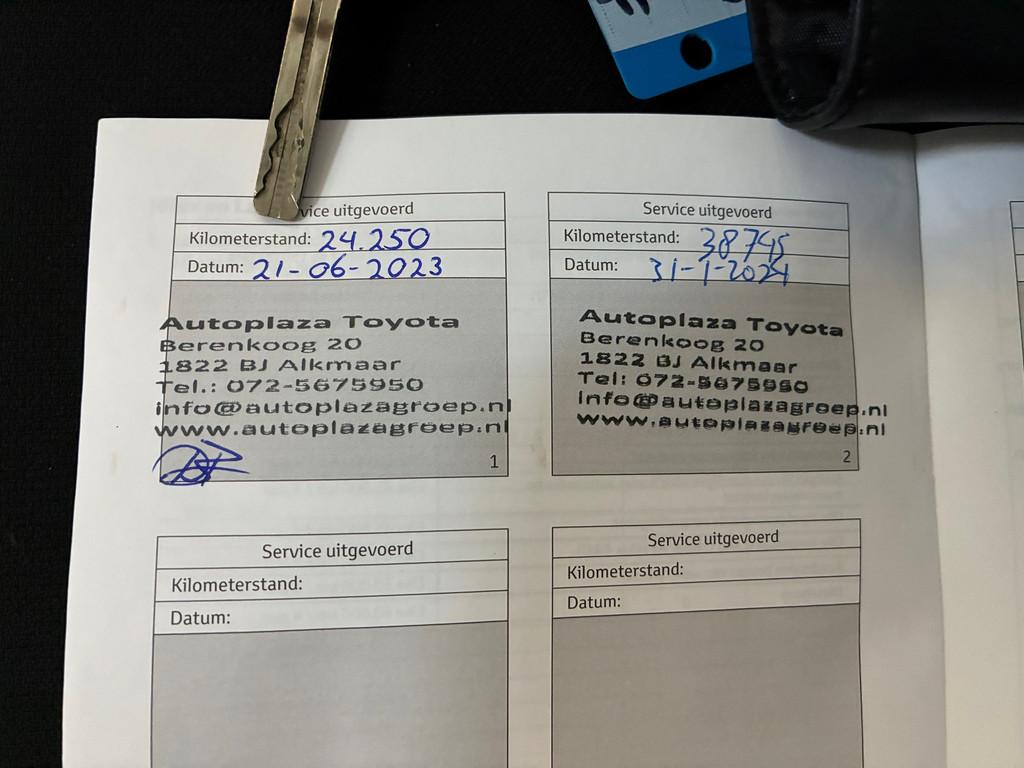 vice uitgevoerd
Kilometerstand: 24.250
Datum: 21-06-2023
Autoplaza Toyota
Berenkoog 20
1822 BJ Alkmaar
Tel.: 072-5675950
info@autoplazagroep.nl
www.autoplazagroep.nl
1
Service uitgevoerd
Kilometerstand: 38745
Datum: 31-1-2024
Autoplaza Toyota
Berenkoog 20
1822 BJ Alkmaar
Tel: 072-5675950
info@autoplazagroep.nl
www.autoplazagroep.nl
2
Service uitgevoerd
Kilometerstand:
Datum:
Service uitgevoerd
Kilometerstand:
Datum: